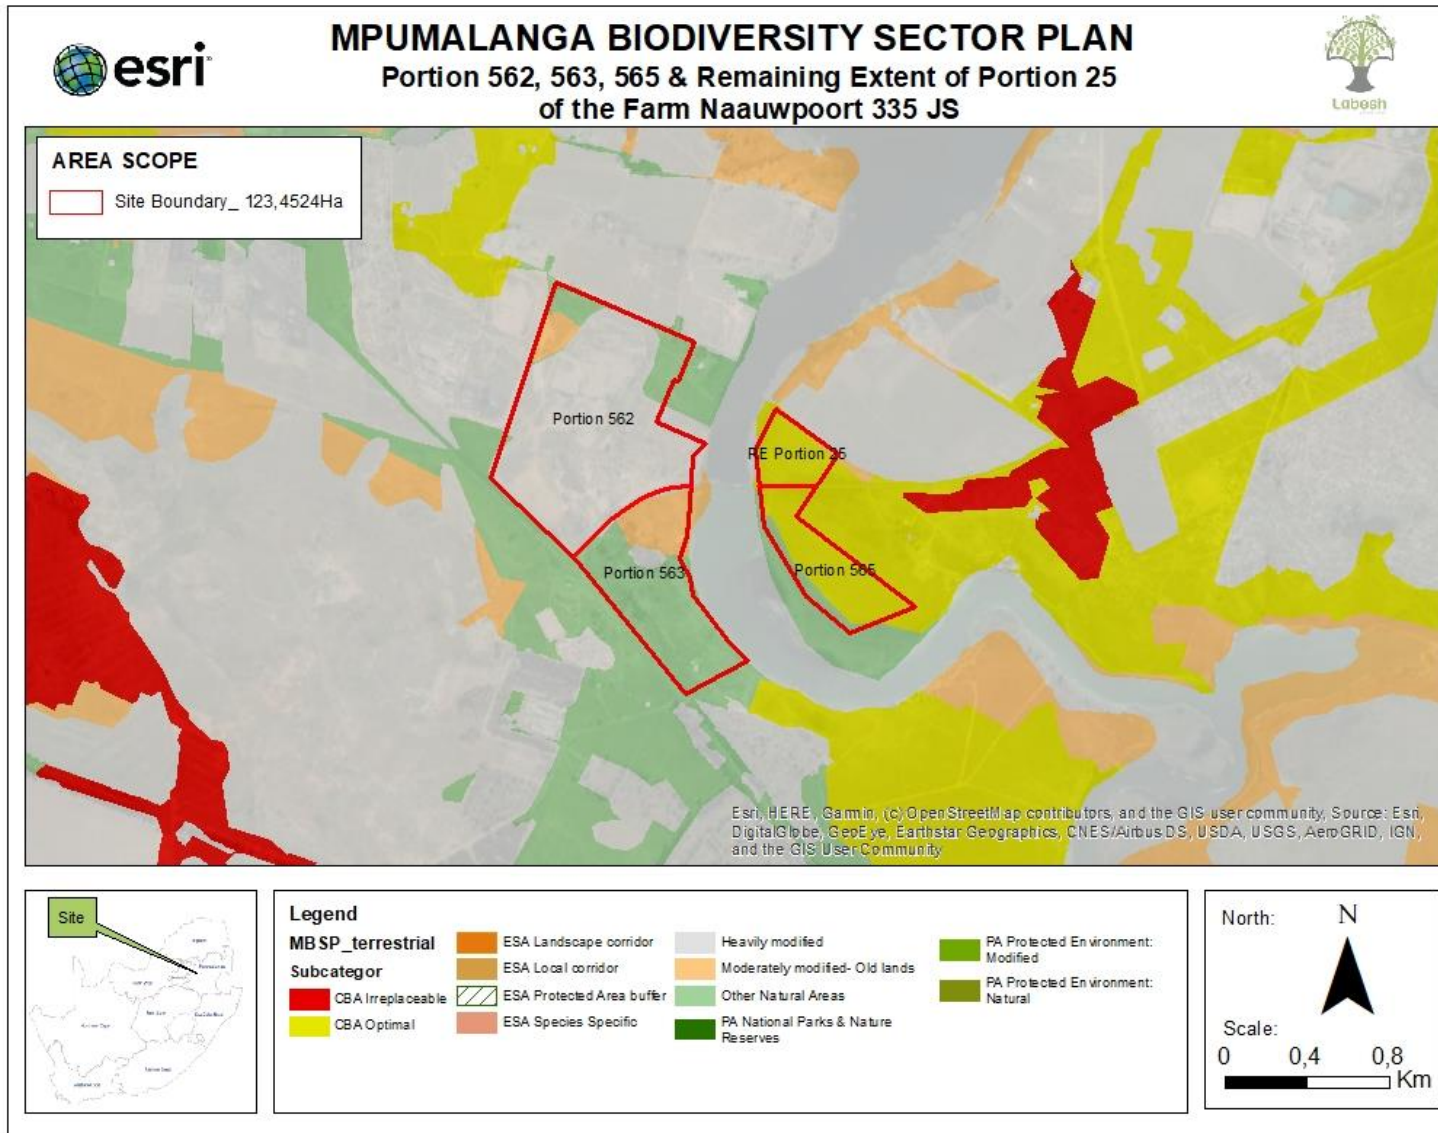 esri
MPUMALANGA BIODIVERSITY SECTOR PLAN
Portion 562, 563, 565 & Remaining Extent of Portion 25
of the Farm Naauwpoort 335 JS
Labesh
AREA SCOPE
Site Boundary_ 123,4524Ha
Portion 562
RE Portion 25
Portion 563
Portion 565
Esri, HERE, Garmin, (c) OpenStreetMap contributors, and the GIS user community, Source: Esri,
DigitalGlobe, GeoEye, Earthstar Geographics, CNES/Airbus DS, USDA, USGS, AeroGRID, IGN,
and the GIS User Community
Site
Legend
MBSP_terrestrial
Subcategor
CBA Irreplaceable
CBA Optimal
ESA Landscape corridor
ESA Local corridor
ESA Protected Area buffer
ESA Species Specific
Heavily modified
Moderately modified- Old lands
Other Natural Areas
PA National Parks & Nature
Reserves
PA Protected Environment:
Modified
PA Protected Environment:
Natural
North:
N
Scale:
0 0,4 0,8
Km